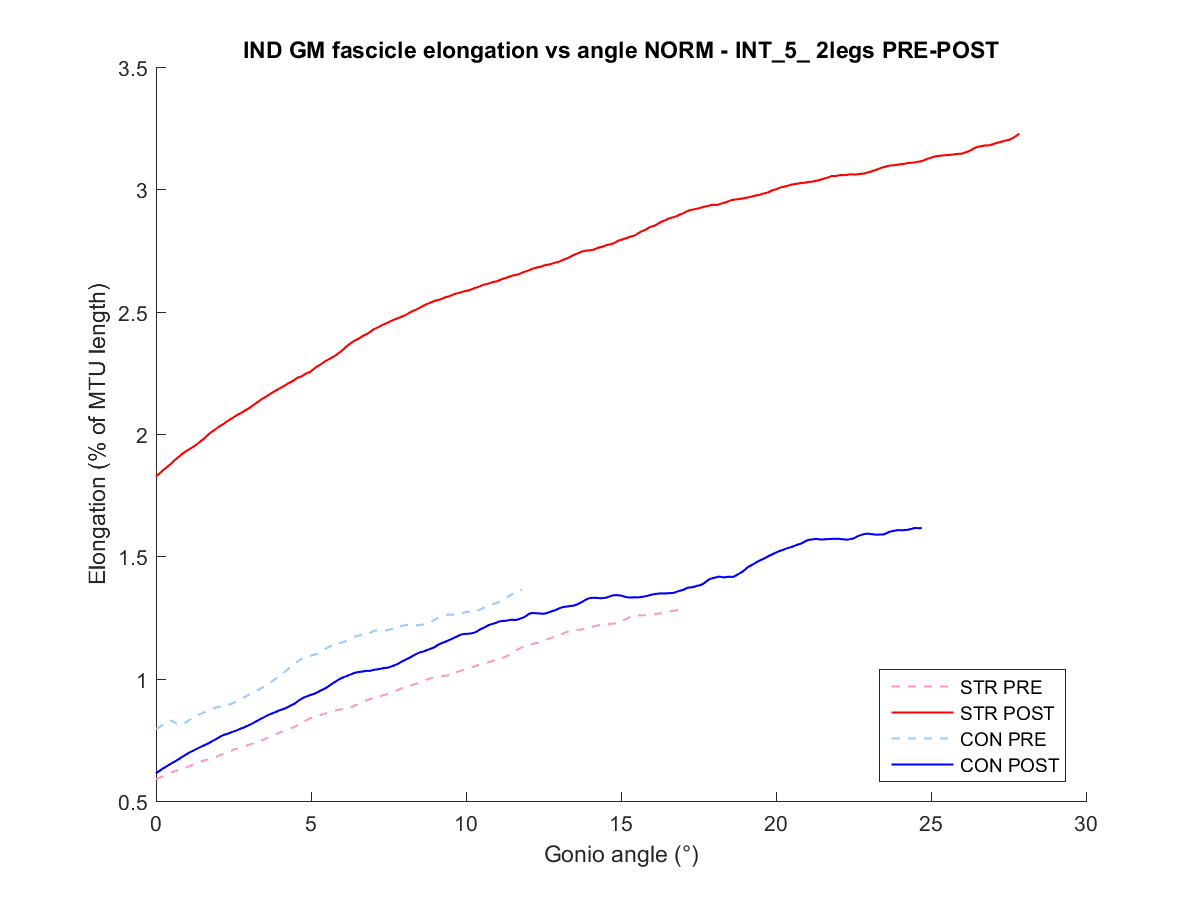 IND GM fascicle elongation vs angle NORM - INT_5_ 2legs PRE-POST
3.5
3
2.5
2
1.5
1
0.5
Elongation (% of MTU length)
0 5 10 15 20 25 30
Gonio angle (°)
STR PRE
STR POST
CON PRE
CON POST